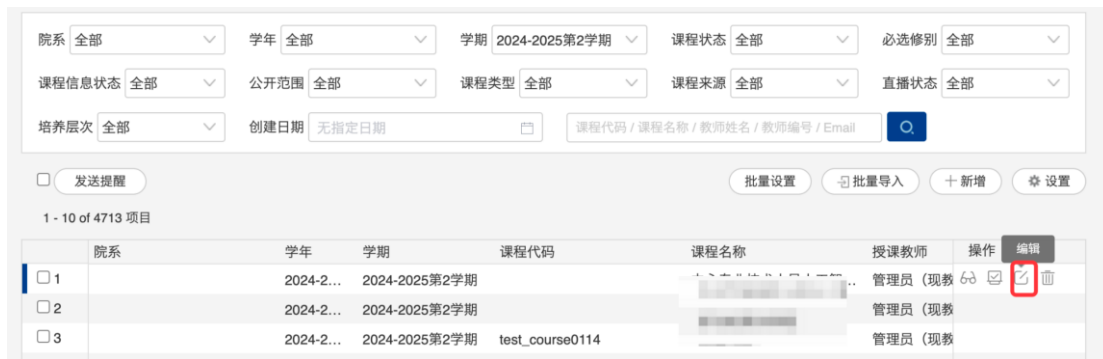 院系 全部 学年 全部 学期 2024-2025第2学期 课程状态 全部 必选修别 全部
课程信息状态 全部 公开范围 全部 课程类型 全部 课程来源 全部 直播状态 全部
培养层次 全部 创建日期 无指定日期 课程代码 / 课程名称 / 教师姓名 / 教师编号 / Email
发送提醒 批量设置 批量导入 新增 设置
1 - 10 of 4713 项目
编辑
院系 学年 学期 课程代码 课程名称 授课教师 操作
1 2024-2... 2024-2025第2学期 管理员（现教
2 2024-2... 2024-2025第2学期 管理员（现教
3 2024-2... 2024-2025第2学期 test_course0114 管理员（现教